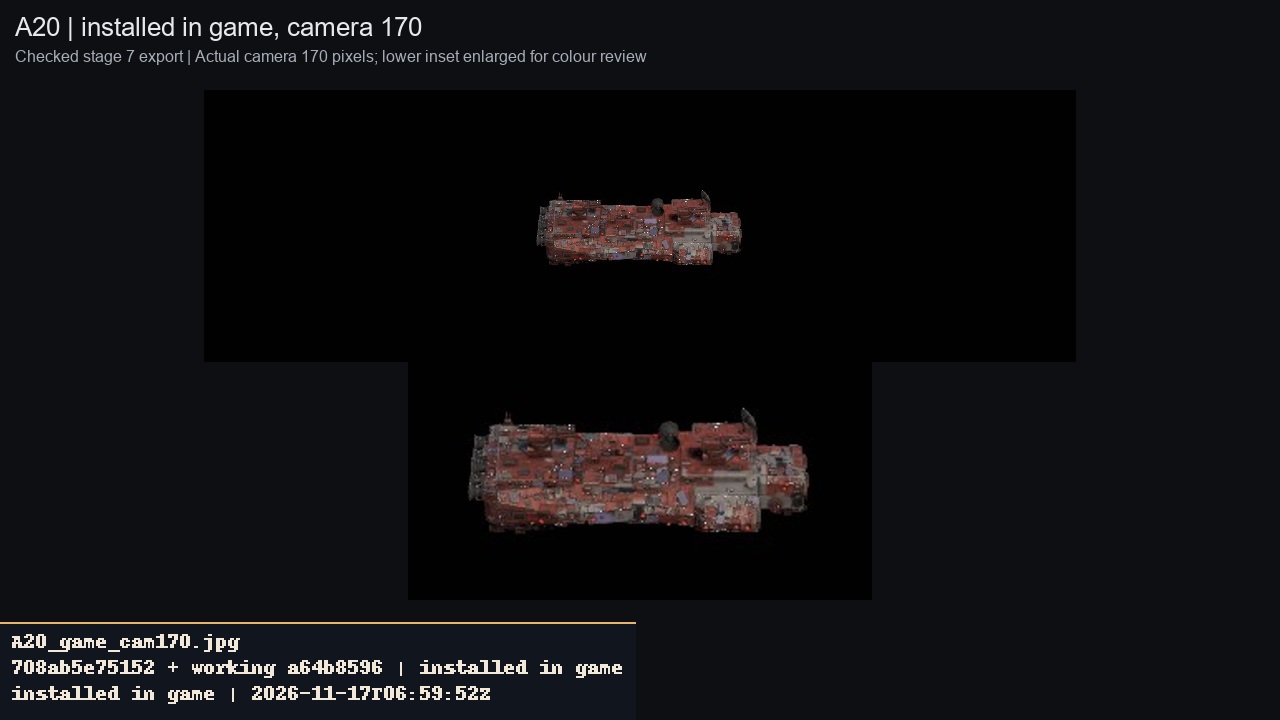 A20 | installed in game, camera 170
Checked stage 7 export | Actual camera 170 pixels; lower inset enlarged for colour review
A20_game_cam170.jpg
708ab5e75152 + working a64b8596 | installed in game
installed in game | 2026-11-17T06:59:52Z